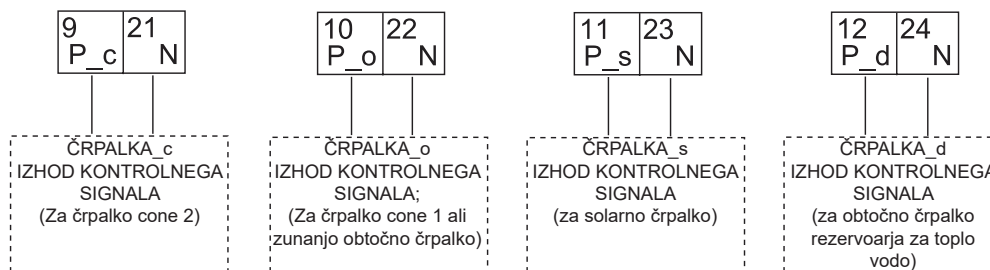 9 21
P_c N
ČRPALKA_c
IZHOD KONTROLNEGA
SIGNALA
(Za črpalko cone 2)
10 22
P_o N
ČRPALKA_o
IZHOD KONTROLNEGA
SIGNALA;
(Za črpalko cone 1 ali
zunanjo obtočno črpalko)
11 23
P_s N
ČRPALKA_s
IZHOD KONTROLNEGA
SIGNALA
(za solarno črpalko)
12 24
P_d N
ČRPALKA_d
IZHOD KONTROLNEGA
SIGNALA
(za obtočno črpalko
rezervoarja za toplo
vodo)